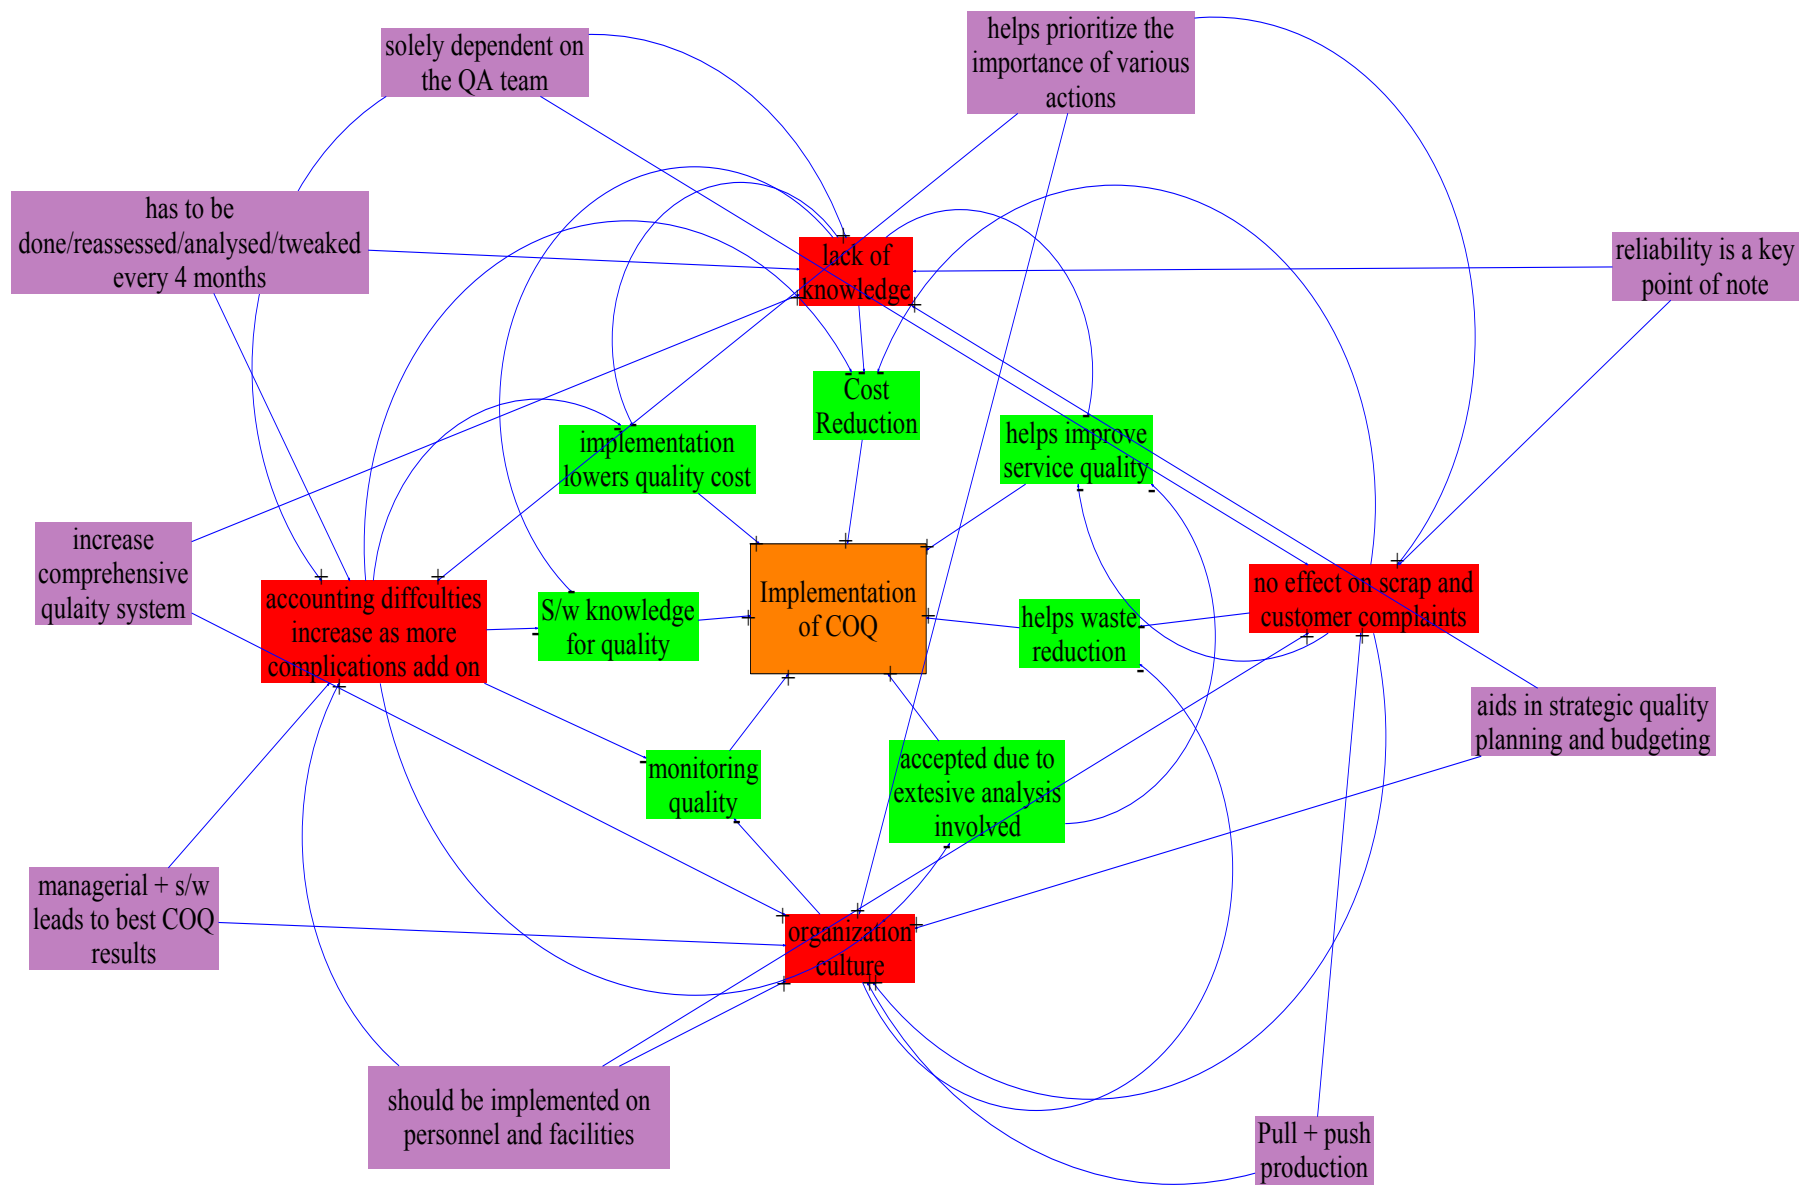 solely dependent on
the QA team
helps prioritize the
importance of various
actions
has to be
done/reassessed/analysed/tweaked
every 4 months
lack of
knowledge
reliability is a key
point of note
Cost
Reduction
implementation
lowers quality cost
helps improve
service quality
increase
comprehensive
qulaity system
accounting diffculties
increase as more
complications add on
S/w knowledge
for quality
Implementation
of COQ
helps waste
reduction
no effect on scrap and
customer complaints
aids in strategic quality
planning and budgeting
monitoring
quality
accepted due to
extesive analysis
involved
managerial + s/w
leads to best COQ
results
organization
culture
should be implemented on
personnel and facilities
Pull + push
production